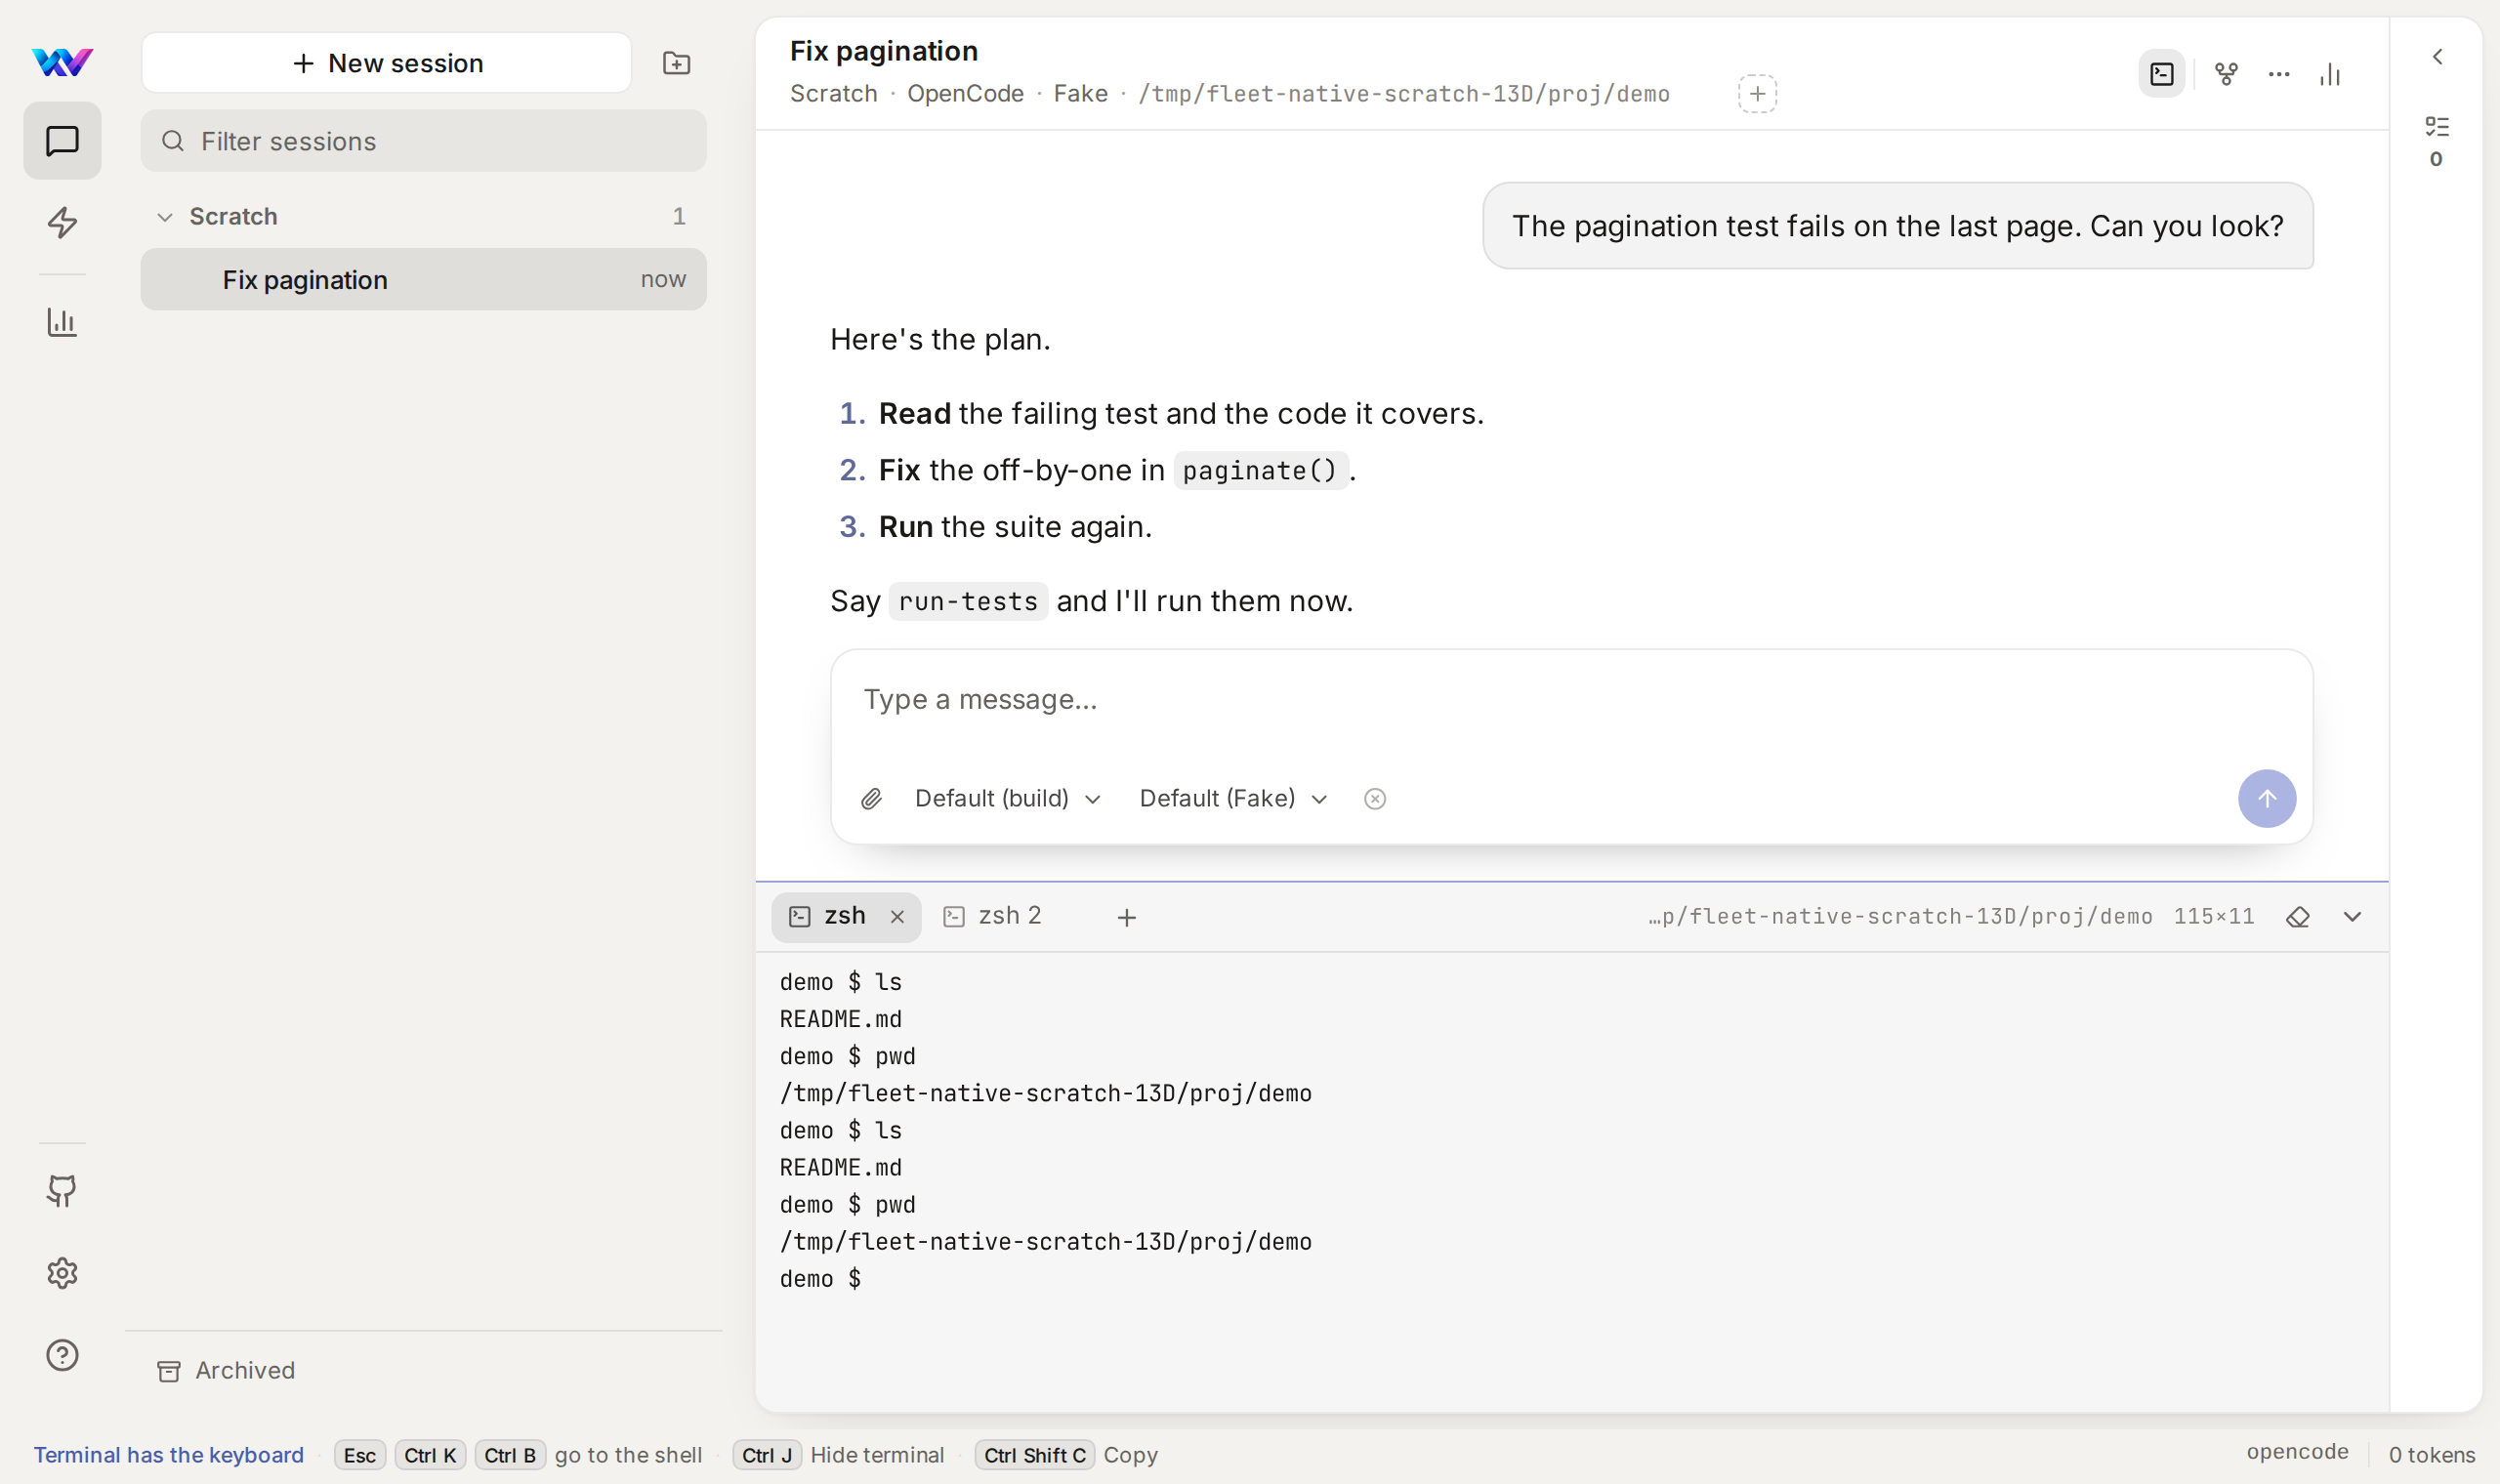 New session
Filter sessions
Scratch 1
Fix pagination now
Archived
Fix pagination
Scratch · OpenCode · Fake · /tmp/fleet-native-scratch-13D/proj/demo
0
The pagination test fails on the last page. Can you look?
Here's the plan.
1. Read the failing test and the code it covers.
2. Fix the off-by-one in paginate().
3. Run the suite again.
Say run-tests and I'll run them now.
Type a message...
Default (build) Default (Fake)
zsh zsh 2 …p/fleet-native-scratch-13D/proj/demo 115×11
demo $ ls
README.md
demo $ pwd
/tmp/fleet-native-scratch-13D/proj/demo
demo $ ls
README.md
demo $ pwd
/tmp/fleet-native-scratch-13D/proj/demo
demo $
Terminal has the keyboard · Esc Ctrl K Ctrl B go to the shell · Ctrl J Hide terminal · Ctrl Shift C Copy opencode 0 tokens